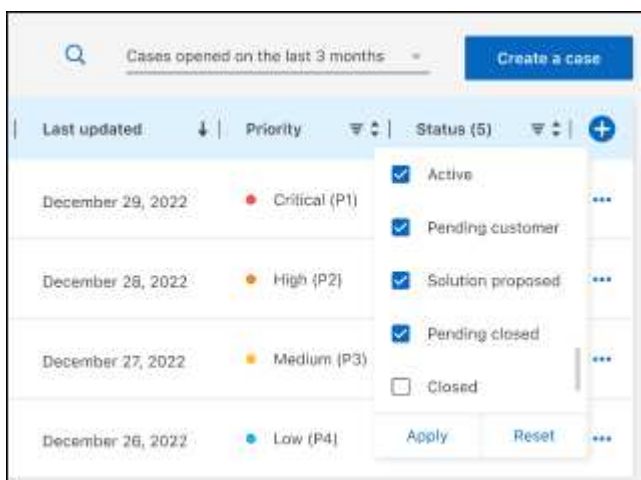 Cases opened on the last 3 months
Create a case
Last updated Priority Status (5)
Active
December 29, 2022 Critical (P1)
Pending customer
December 28, 2022 High (P2) Solution proposed
Pending closed
December 27, 2022 Medium (P3)
Closed
December 26, 2022 Low (P4) Apply Reset